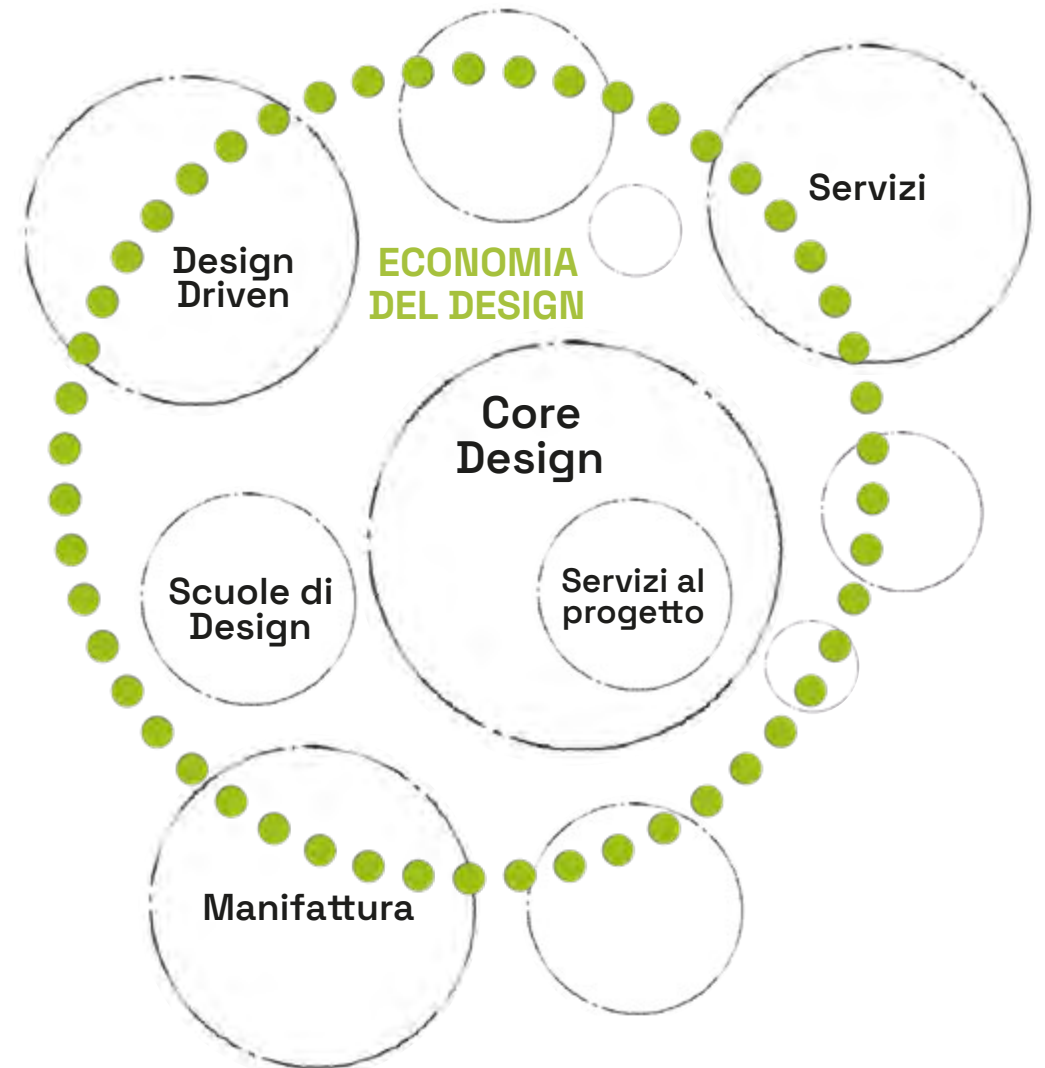 Servizi
Design
Driven
ECONOMIA
DEL DESIGN
Core
Design
Scuole di
Design
Servizi al
progetto
Manifattura